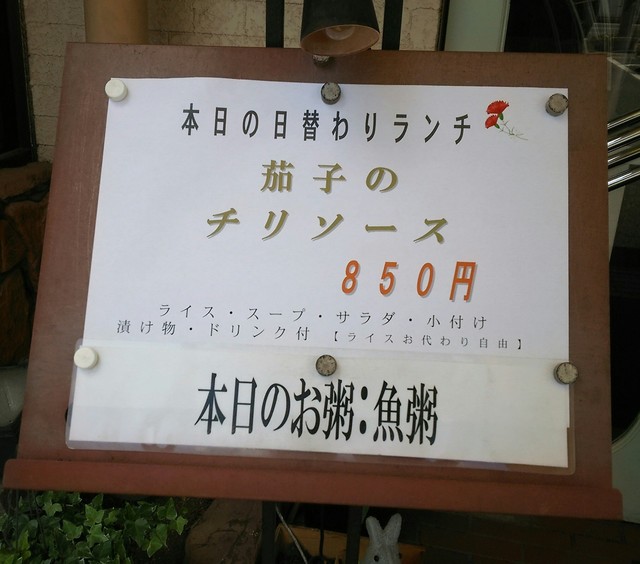 本日の日替わりランチ
茄子の
チリソース
850円
ライス・スープ・サラダ・小付け
漬け物・ドリンク付 【ライスお代わり自由】
本日のお粥:魚粥